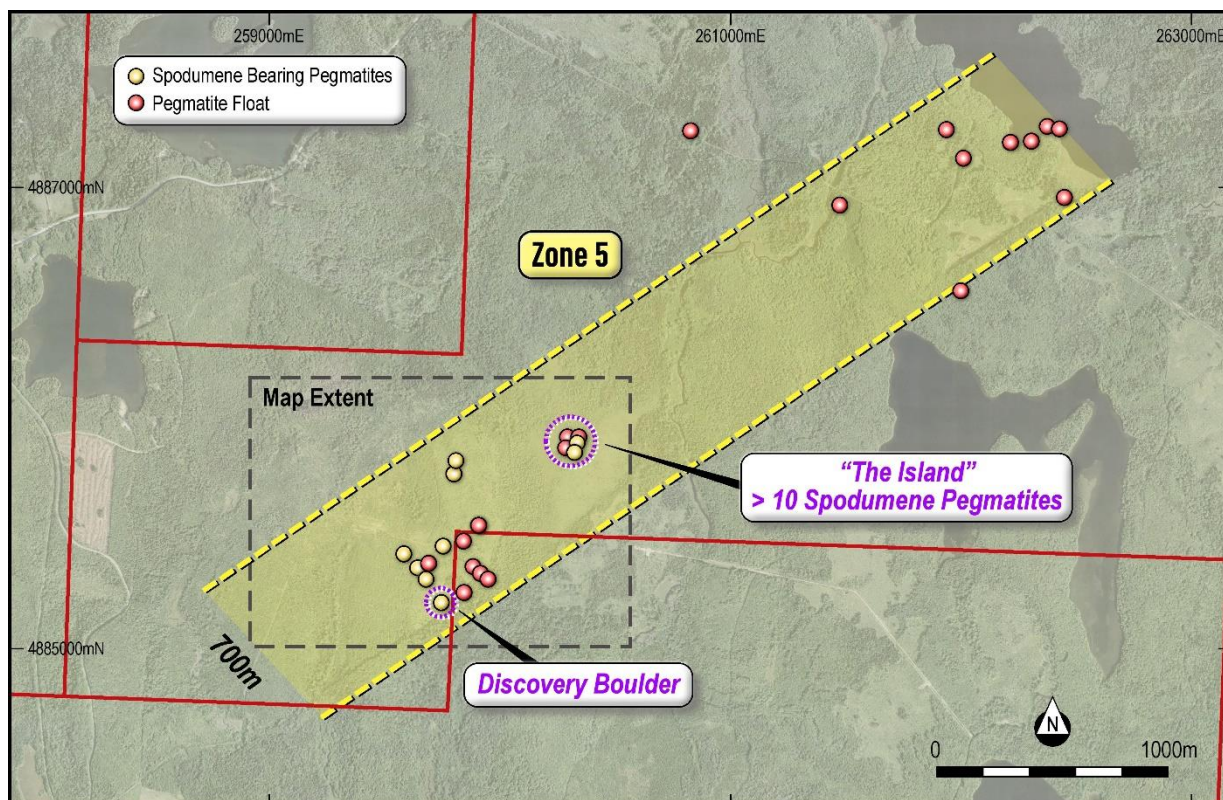 259000mE
261000mE
263000mE
Spodumene Bearing Pegmatites
Pegmatite Float
4887000mN
Zone 5
Map Extent
“The Island”
> 10 Spodumene Pegmatites
4885000mN
700m
Discovery Boulder
N
0
1000m